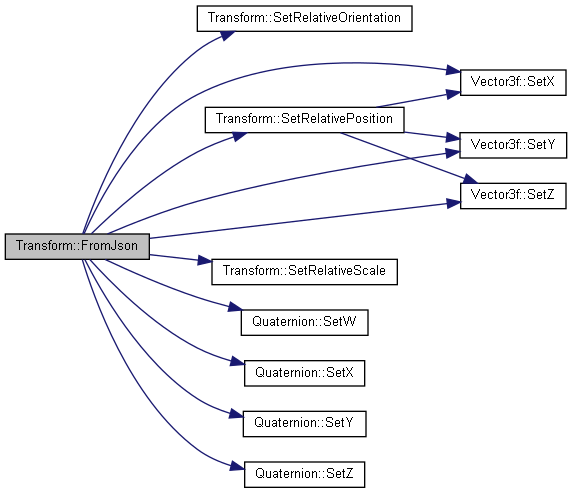 Transform::SetRelativeOrientation
Vector3f::SetX
Transform::SetRelativePosition
Vector3f::SetY
Vector3f::SetZ
Transform::FromJson
Transform::SetRelativeScale
Quaternion::SetW
Quaternion::SetX
Quaternion::SetY
Quaternion::SetZ